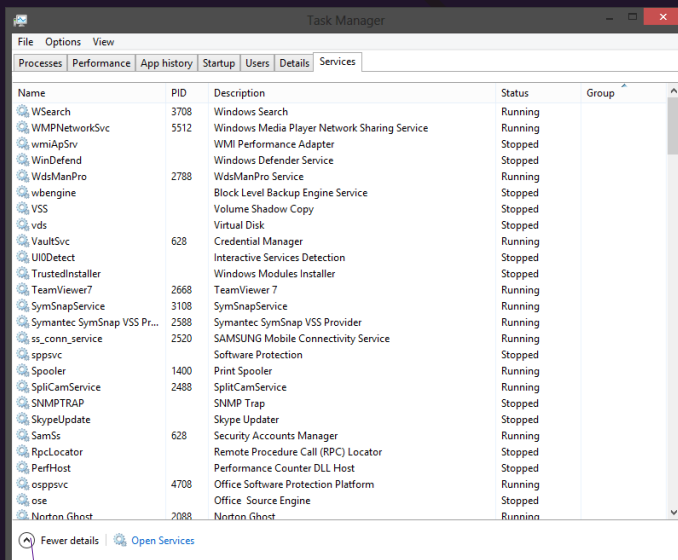 Task Manager
File Options View
Processes Performance App history Startup Users Details Services
Name PID Description Status Group
WSearch 3708 Windows Search Running
WMPNetworkSvc 5512 Windows Media Player Network Sharing Service Running
wmiApSrv WMI Performance Adapter Stopped
WinDefend Windows Defender Service Stopped
WdsManPro 2788 WdsManPro Service Running
wbengine Block Level Backup Engine Service Stopped
VSS Volume Shadow Copy Stopped
vds Virtual Disk Stopped
VaultSvc 628 Credential Manager Running
UI0Detect Interactive Services Detection Stopped
TrustedInstaller Windows Modules Installer Stopped
TeamViewer7 2668 TeamViewer 7 Running
SymSnapService 3108 SymSnapService Running
Symantec SymSnap VSS Pr... 2588 Symantec SymSnap VSS Provider Running
ss_conn_service 2520 SAMSUNG Mobile Connectivity Service Running
sppsvc Software Protection Stopped
Spooler 1400 Print Spooler Running
SpliCamService 2488 SplitCamService Running
SNMPTRAP SNMP Trap Stopped
SkypeUpdate Skype Updater Stopped
SamSs 628 Security Accounts Manager Running
RpcLocator Remote Procedure Call (RPC) Locator Stopped
PerfHost Performance Counter DLL Host Stopped
osppsvc 4708 Office Software Protection Platform Running
ose Office Source Engine Stopped
Norton Ghost 2088 Norton Ghost Running
Fewer details Open Services